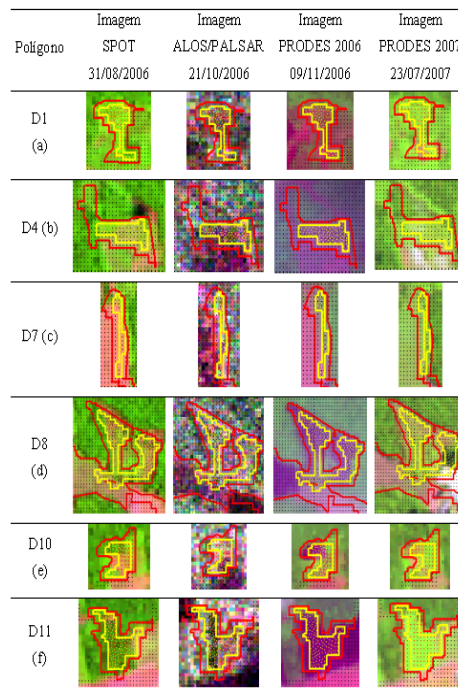 Polígono
Imagem SPOT 31/08/2006
Imagem ALOS/PALSAR 21/10/2006
Imagem PRODES 2006 09/11/2006
Imagem PRODES 2007 23/07/2007
D1 (a)
D4 (b)
D7 (c)
D8 (d)
D10 (e)
D11 (f)